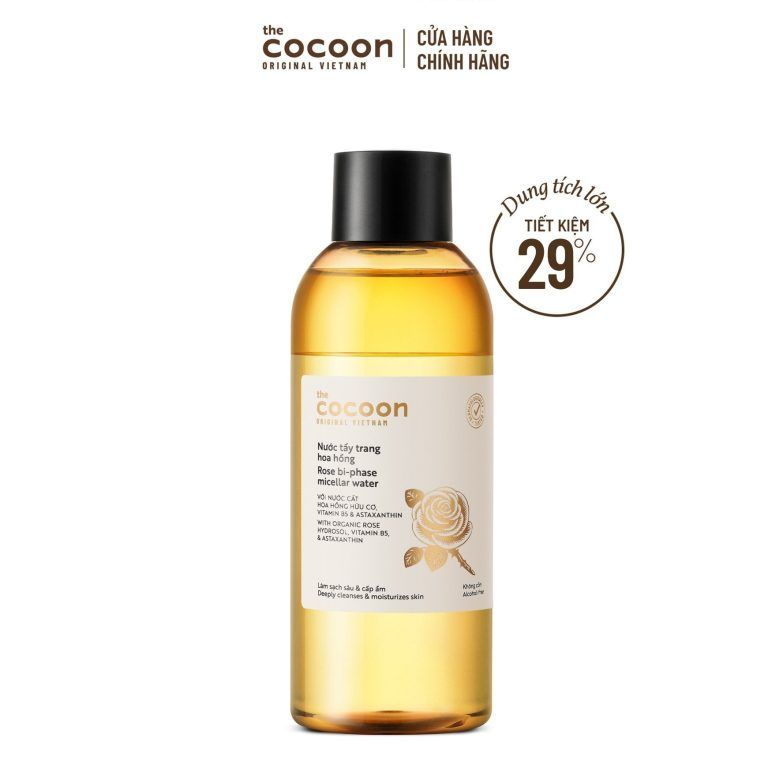 the
cocoon
ORIGINAL VIETNAM
CỬA HÀNG
CHÍNH HÃNG
Dung tích lớn
TIẾT KIỆM
29%
the
cocoon
ORIGINAL VIETNAM
Nước tẩy trang
hoa hồng
Rose bi-phase
micellar water
VỚI NƯỚC CẤT
HOA HỒNG HỮU CƠ,
VITAMIN B5 & ASTAXANTHIN
WITH ORGANIC ROSE
HYDROSOL, VITAMIN B5,
& ASTAXANTHIN
Làm sạch sâu & cấp ẩm
Deeply cleanses & moisturizes skin
Không cồn
Alcohol